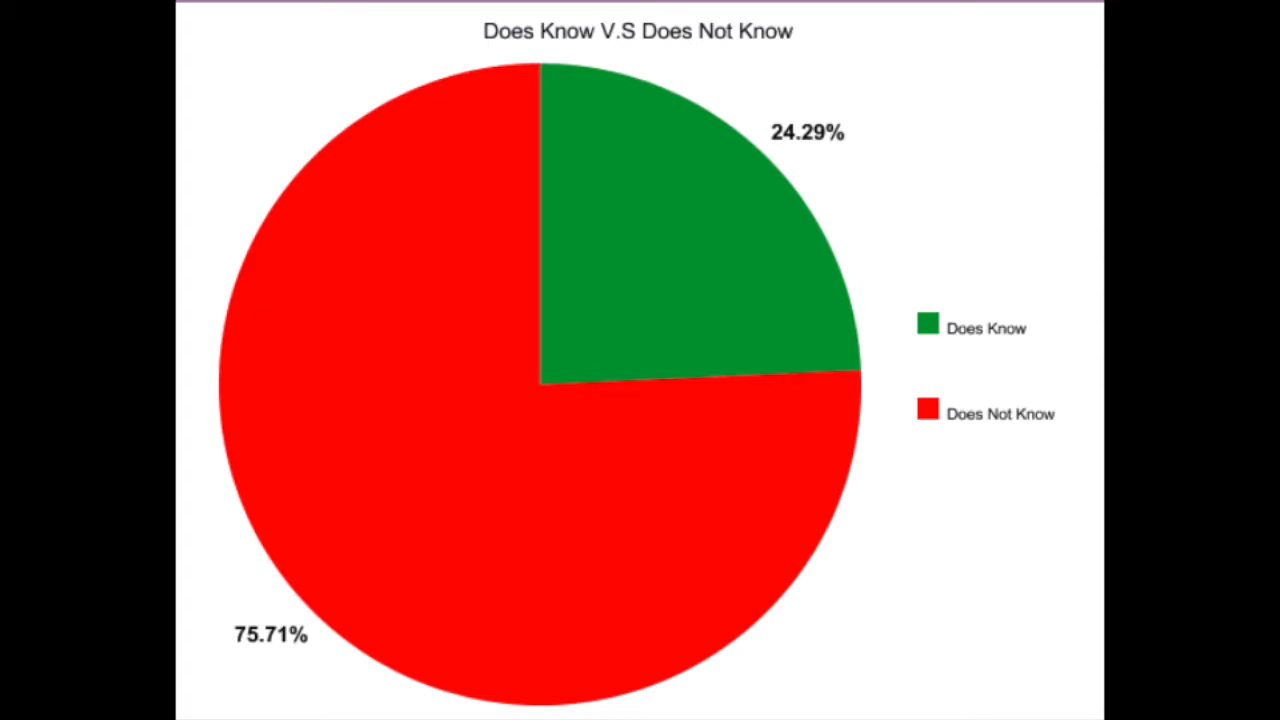 Does Know V.S Does Not Know
24.29%
Does Know
Does Not Know
75.71%